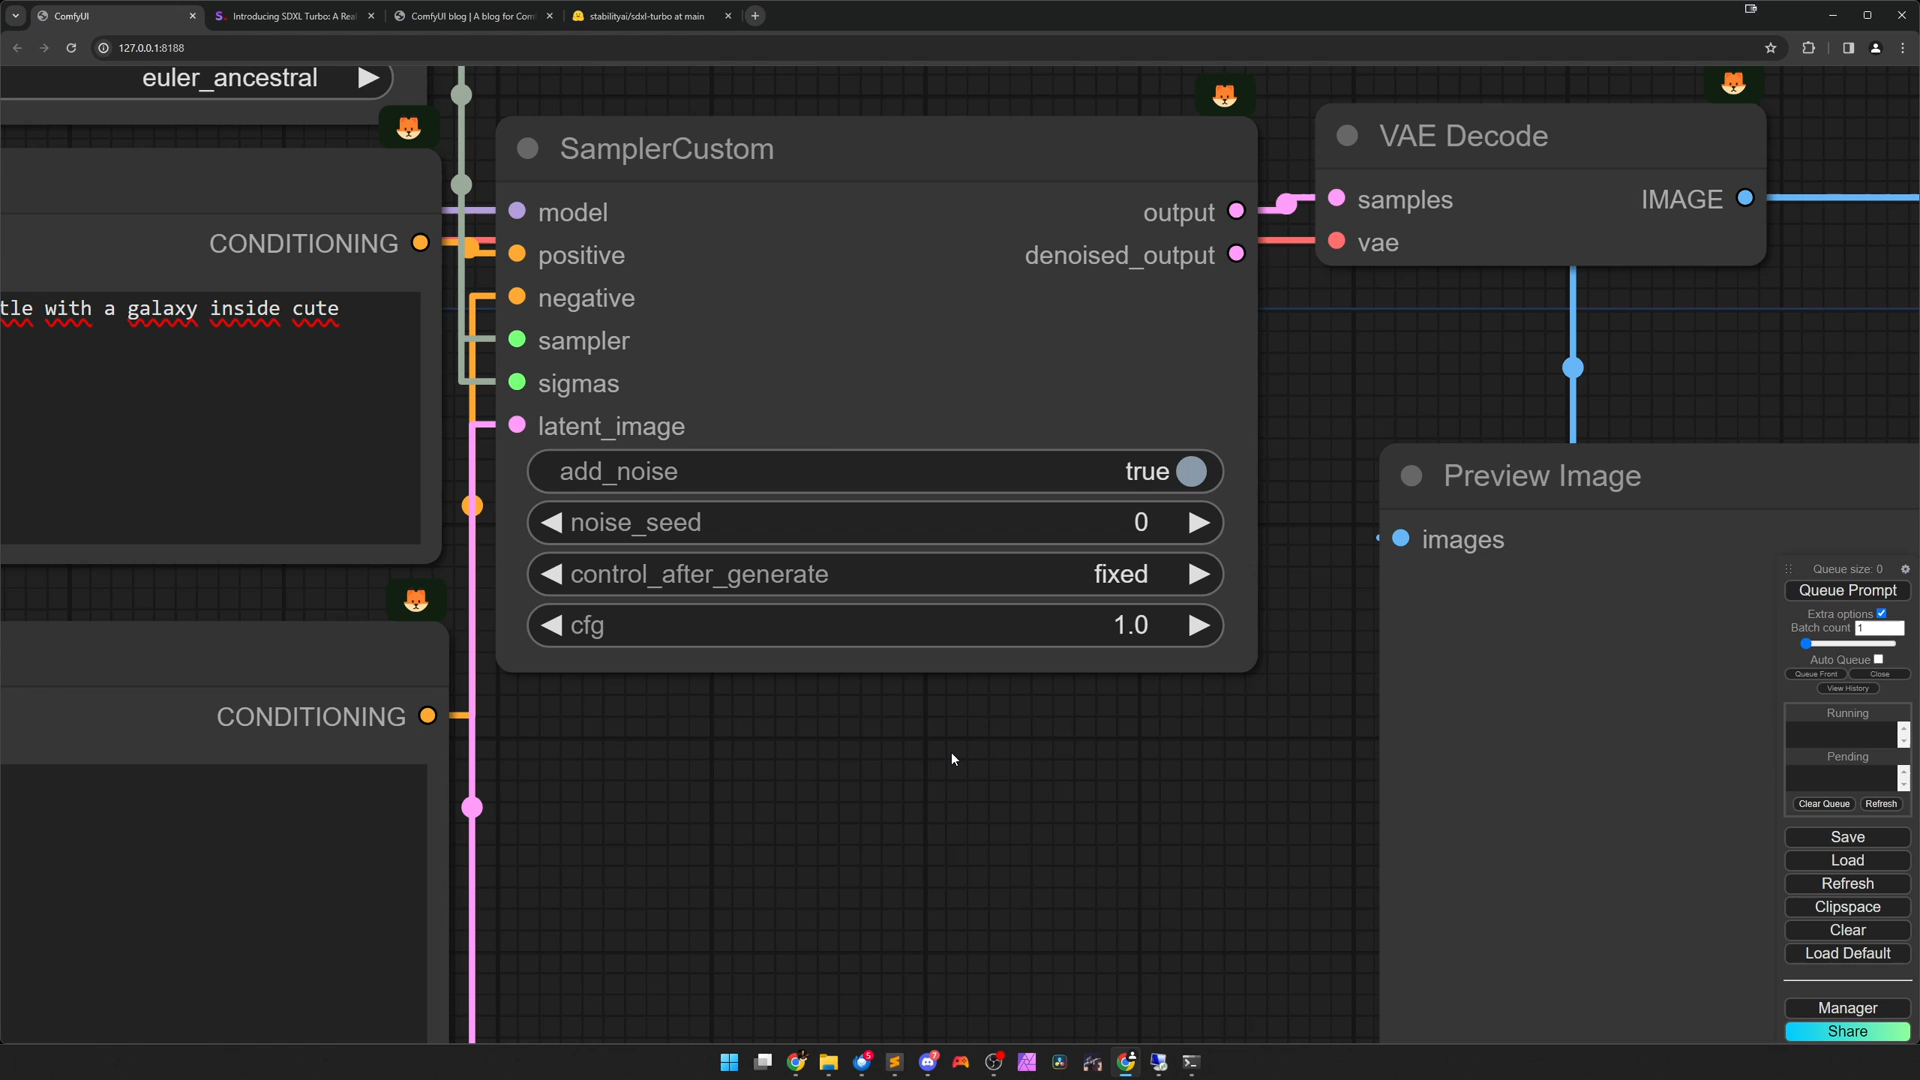 ComfyUI
Introducing SDXL Turbo: A Rea
ComfyUI blog | A blog for Com
stabilityai/sdxl-turbo at main
127.0.0.1:8188
euler_ancestral
CONDITIONING
tle with a galaxy inside cute
CONDITIONING
SamplerCustom
model
output
positive
denoised_output
negative
sampler
sigmas
latent_image
add_noise true
noise_seed 0
control_after_generate fixed
cfg 1.0
VAE Decode
samples
IMAGE
vae
Preview Image
images
Queue size: 0
Queue Prompt
Extra options
Batch count 1
Auto Queue
Queue Front
Close
View History
Running
Pending
Clear Queue
Refresh
Save
Load
Refresh
Clipspace
Clear
Load Default
Manager
Share
5
7